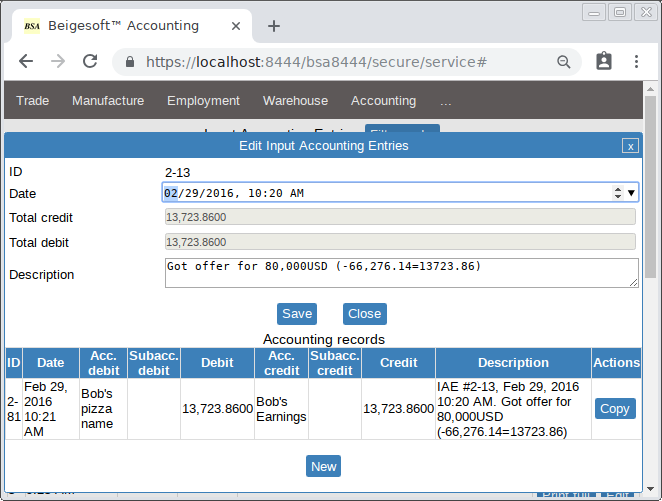 BSA Beigesoft™ Accounting
https://localhost:8444/bsa8444/secure/service#
Trade Manufacture Employment Warehouse Accounting ...
Edit Input Accounting Entries x
ID 2-13
Date 02/29/2016, 10:20 AM
Total credit 13,723.8600
Total debit 13,723.8600
Description Got offer for 80,000USD (-66,276.14=13723.86)
Save Close
Accounting records
ID Date Acc. debit Subacc. debit Debit Acc. credit Subacc. credit Credit Description Actions
2-81 Feb 29, 2016 10:21 AM Bob's pizza name 13,723.8600 Bob's Earnings 13,723.8600 IAE #2-13, Feb 29, 2016 10:20 AM. Got offer for 80,000USD (-66,276.14=13723.86) Copy
New